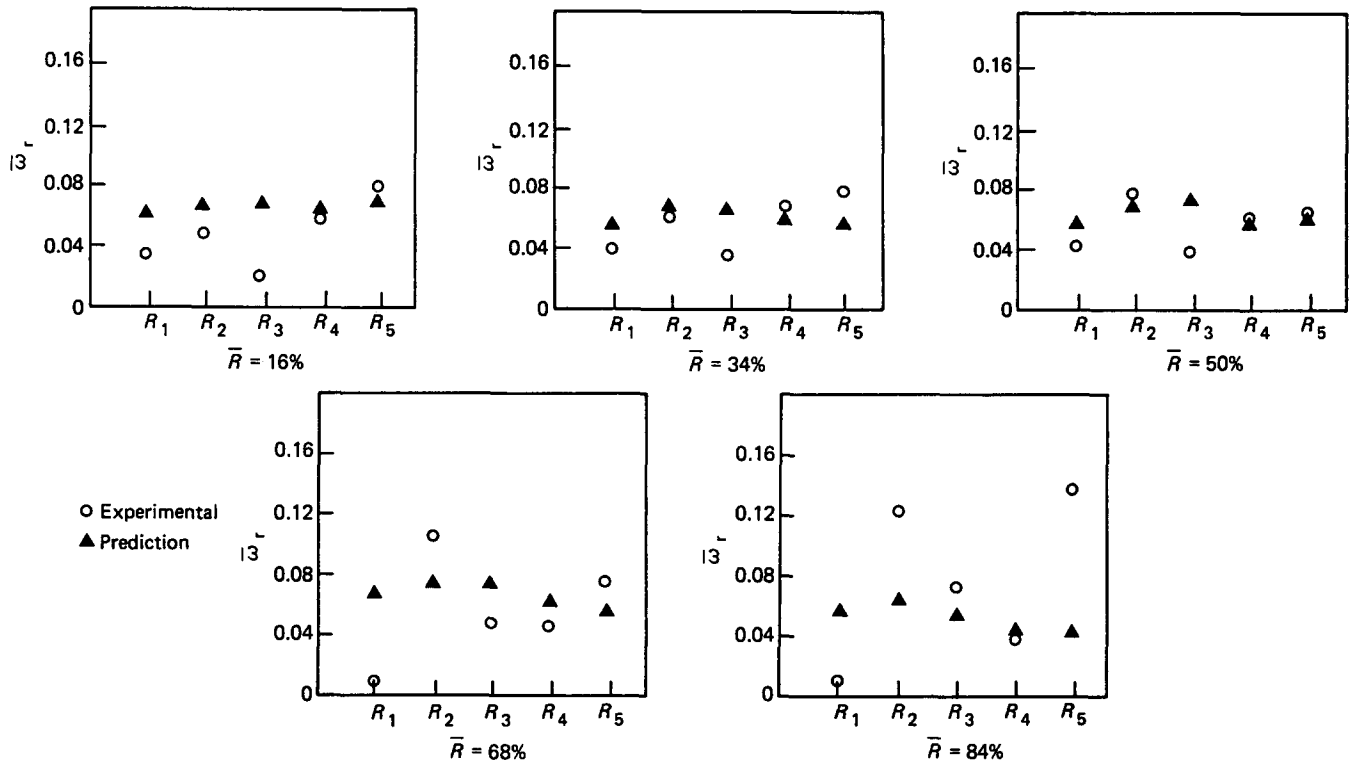 0.16
0.12
0.08
0.04
0
ω̄r
R1 R2 R3 R4 R5
R̄ = 16%
0.16
0.12
0.08
0.04
0
ω̄r
R1 R2 R3 R4 R5
R̄ = 34%
0.16
0.12
0.08
0.04
0
ω̄r
R1 R2 R3 R4 R5
R̄ = 50%
Experimental
Prediction
0.16
0.12
0.08
0.04
0
ω̄r
R1 R2 R3 R4 R5
R̄ = 68%
0.16
0.12
0.08
0.04
0
ω̄r
R1 R2 R3 R4 R5
R̄ = 84%